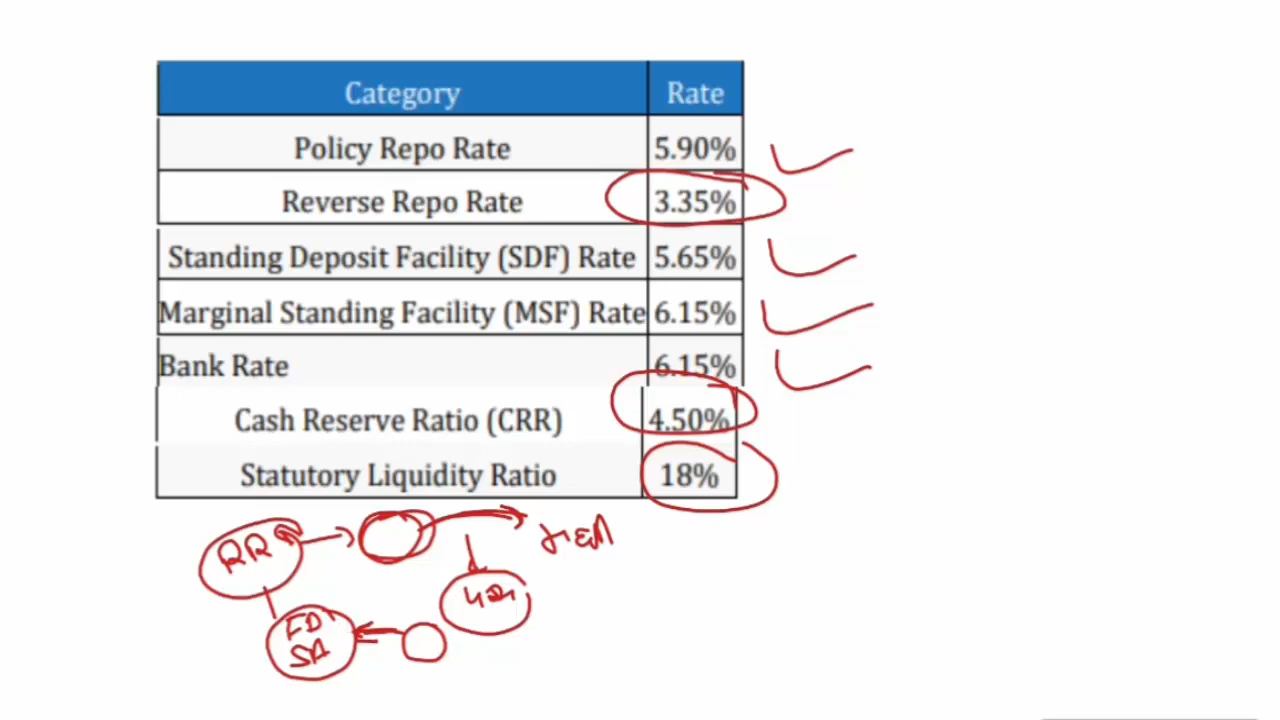 Category Rate
Policy Repo Rate 5.90%
Reverse Repo Rate 3.35%
Standing Deposit Facility (SDF) Rate 5.65%
Marginal Standing Facility (MSF) Rate 6.15%
Bank Rate 6.15%
Cash Reserve Ratio (CRR) 4.50%
Statutory Liquidity Ratio 18%
RR
FD
SA